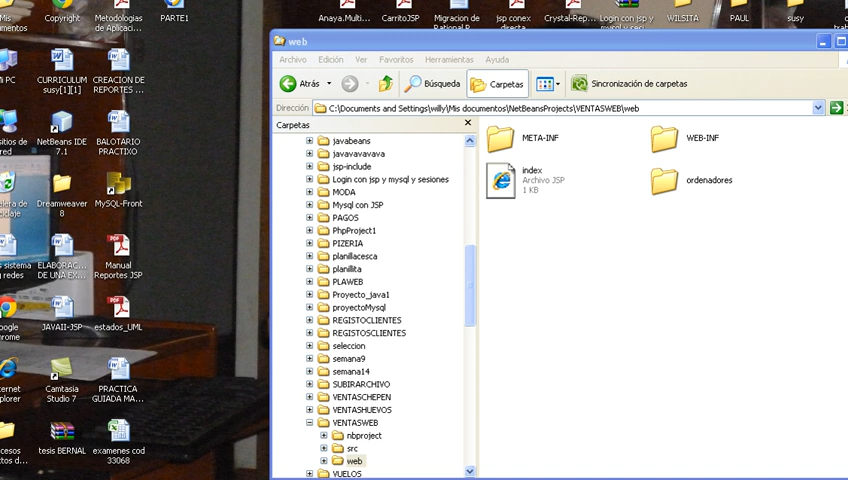 Copyright
Metodologías
de Aplicaci...
PARTE1
Anaya.Multi...
CarritoJSP
Migracion de
jsp conex
directa
Crystal-Rep...
Login con jsp y
WILSITA
PAUL
susy
CURRICULUM
susy[1][1]
CREACION DE
REPORTES ...
NetBeans IDE
7.1
BALOTARIO
PRACTIXO
Dreamweaver
8
MySQL-Front
ELABORAC...
DE UNA EX...
Manual
Reportes JSP
JAVAII-JSP
estados_UML
Camtasia
Studio 7
PRACTICA
GUIADA MA...
tesis BERNAL
examenes cod
33068
web
Archivo Edición Ver Favoritos Herramientas Ayuda
Atrás Búsqueda Carpetas Sincronización de carpetas
Dirección C:\Documents and Settings\willy\Mis documentos\NetBeansProjects\VENTASWEB\web
Carpetas
javabeans
javavavavava
jsp-include
Login con jsp y mysql y sesiones
MODA
Mysql con JSP
PAGOS
PhpProject1
PIZERIA
planillacesca
planillita
PLAWEB
Proyecto_java1
proyectoMysql
REGISTOCLIENTES
REGISTOSCLIENTES
seleccion
semana9
semana14
SUBIRARCHIVO
VENTASCHEPEN
VENTASHUEVOS
VENTASWEB
nbproject
src
web
VUELOS
META-INF
WEB-INF
index
Archivo JSP
1 KB
ordenadores